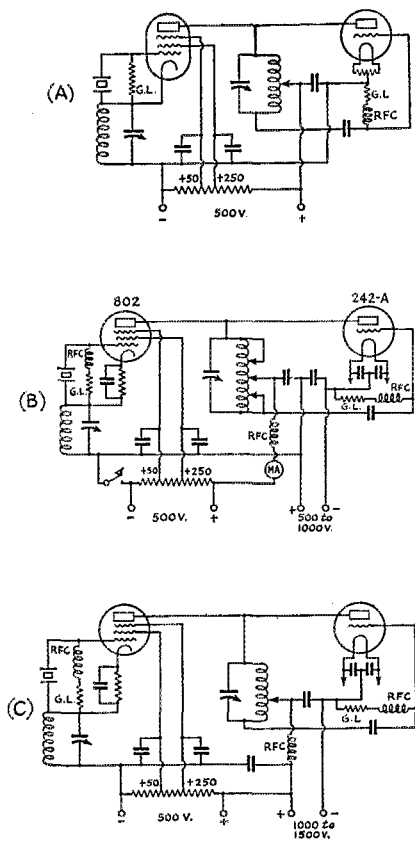 (A)
G.L.
G.L
RFC
+50 +250
- 500V. +
802 242-A
(B)
RFC
G.L.
RFC
G.L.
RFC
+50 +250
MA
- 500V. + + 500 to -
1000V.
(C)
RFC
G.L.
RFC
G.L
RFC
+50 +250
- 500V. + + 1000 to -
1500V.